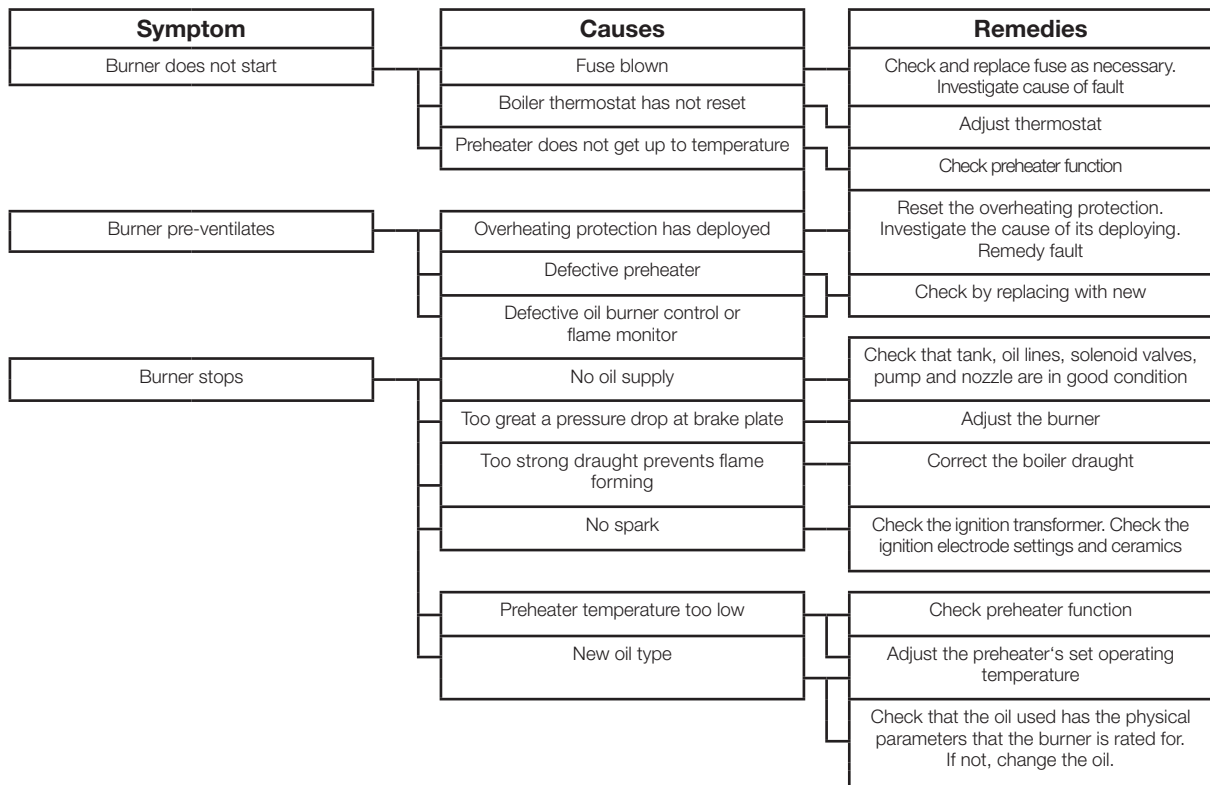 Symptom
Causes
Remedies
Burner does not start
Fuse blown
Check and replace fuse as necessary.
Investigate cause of fault
Boiler thermostat has not reset
Adjust thermostat
Preheater does not get up to temperature
Check preheater function
Burner pre-ventilates
Overheating protection has deployed
Reset the overheating protection.
Investigate the cause of its deploying.
Remedy fault
Defective preheater
Check by replacing with new
Defective oil burner control or
flame monitor
Burner stops
No oil supply
Check that tank, oil lines, solenoid valves,
pump and nozzle are in good condition
Too great a pressure drop at brake plate
Adjust the burner
Too strong draught prevents flame
forming
Correct the boiler draught
No spark
Check the ignition transformer. Check the
ignition electrode settings and ceramics
Preheater temperature too low
Check preheater function
New oil type
Adjust the preheater‘s set operating
temperature
Check that the oil used has the physical
parameters that the burner is rated for.
If not, change the oil.